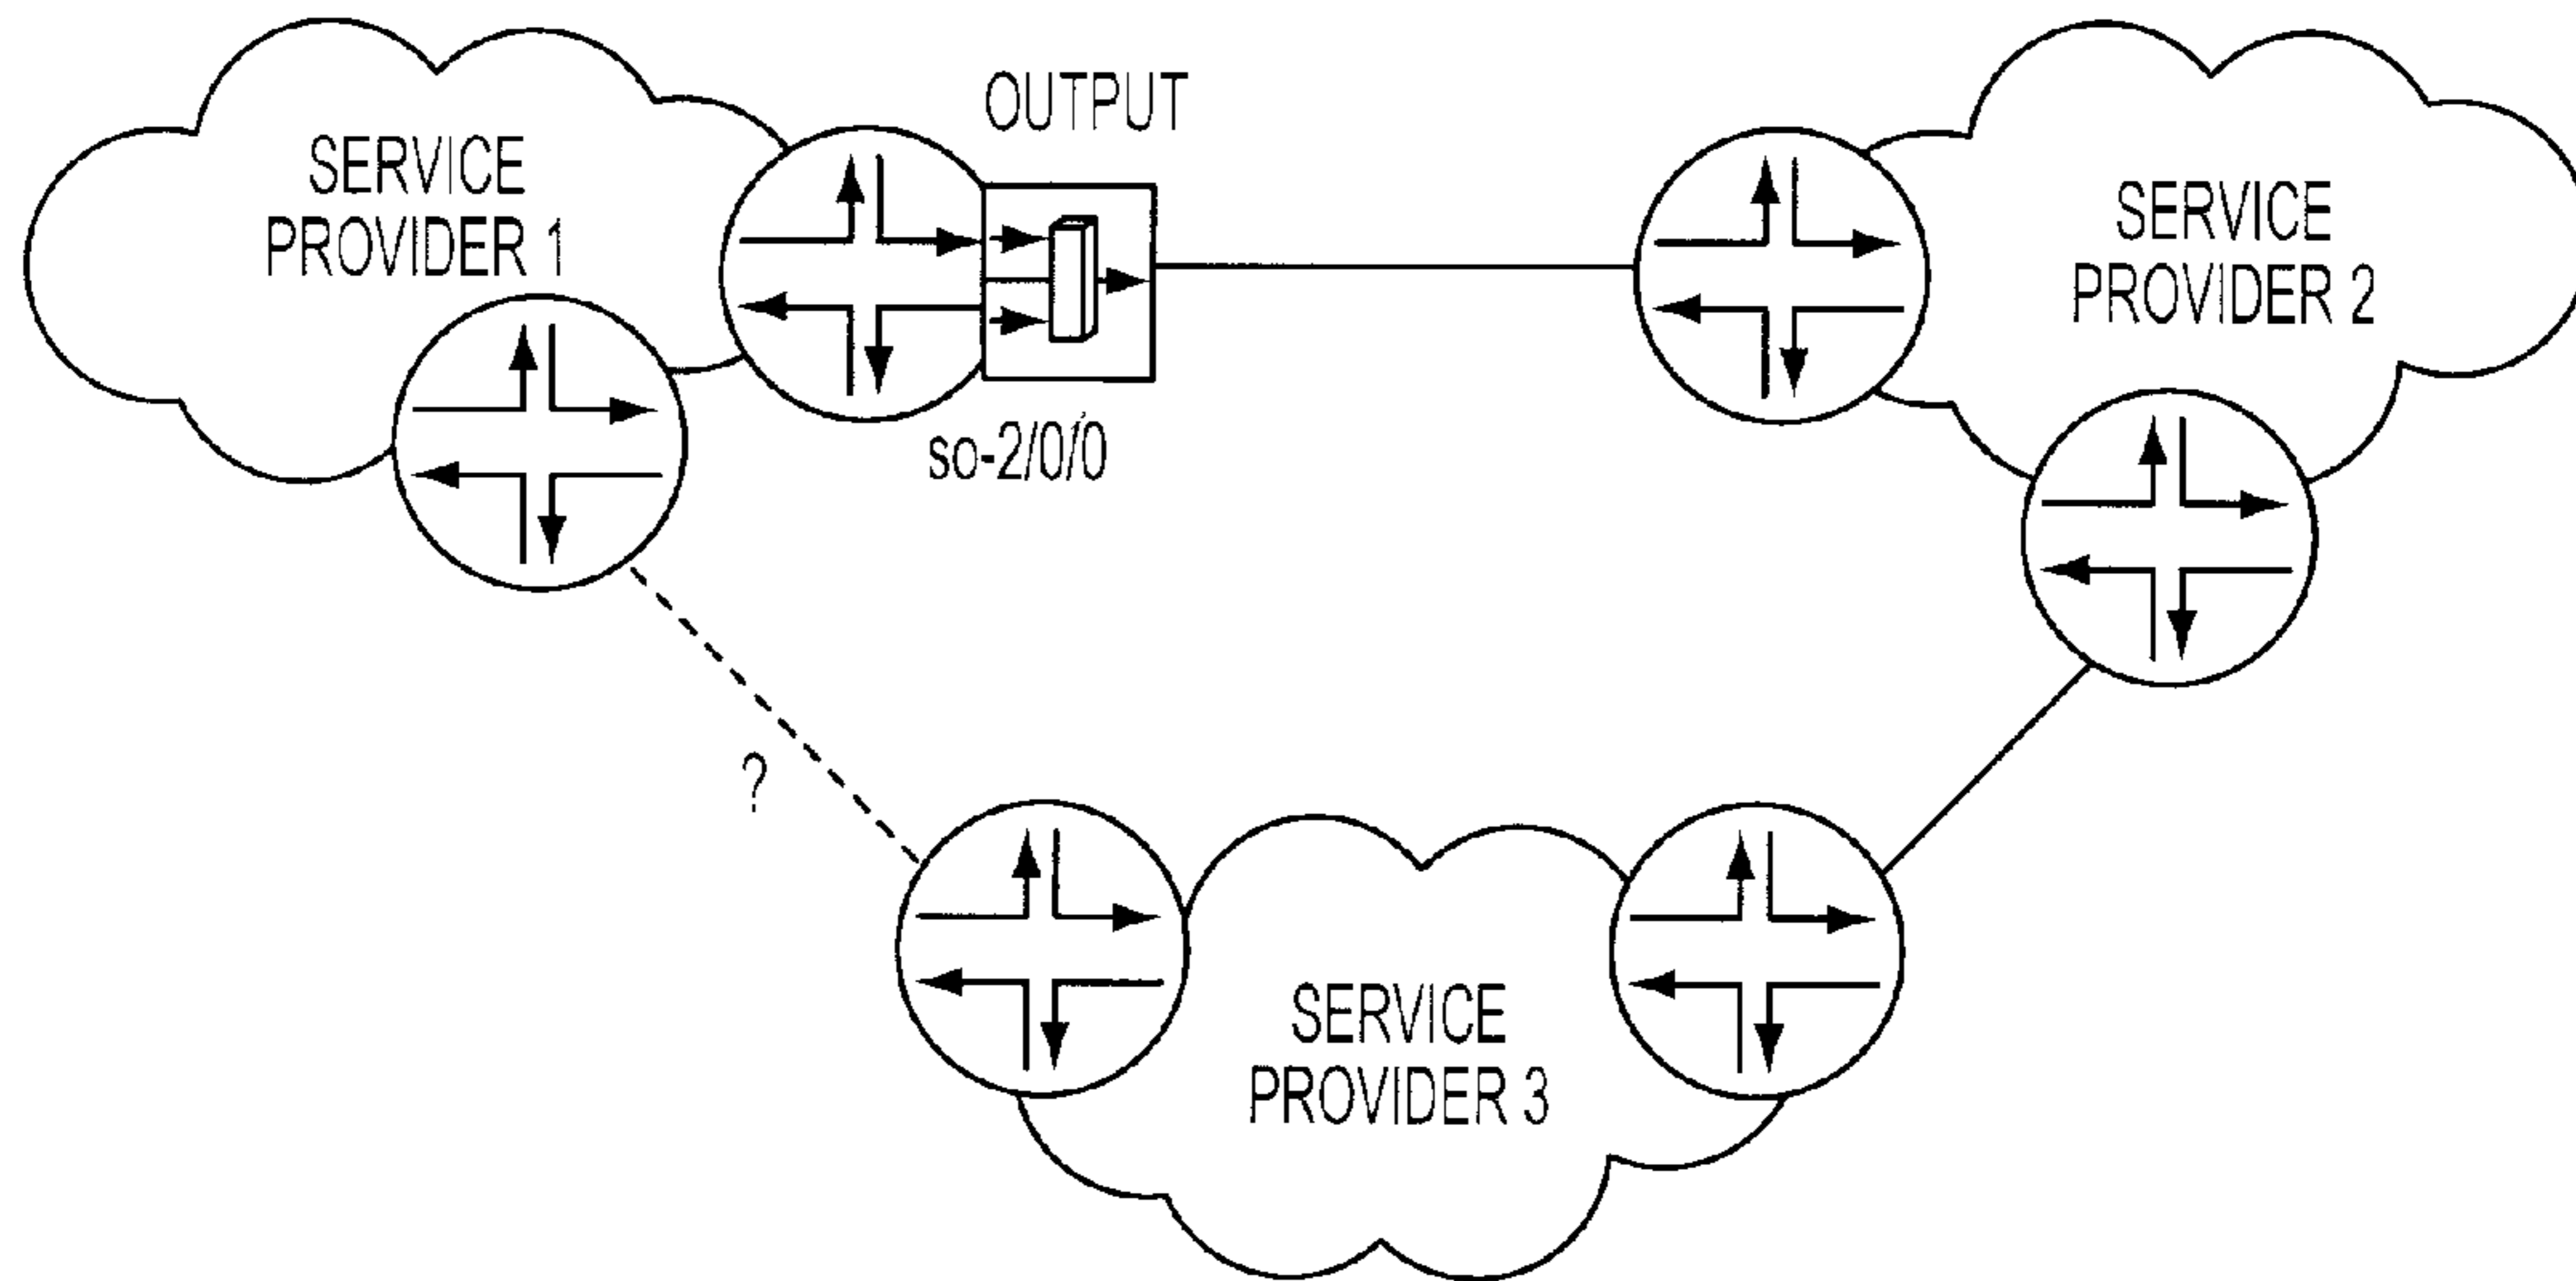 OUTPUT
SERVICE
PROVIDER 1
SERVICE
PROVIDER 2
so-2/0/0
?
SERVICE
PROVIDER 3